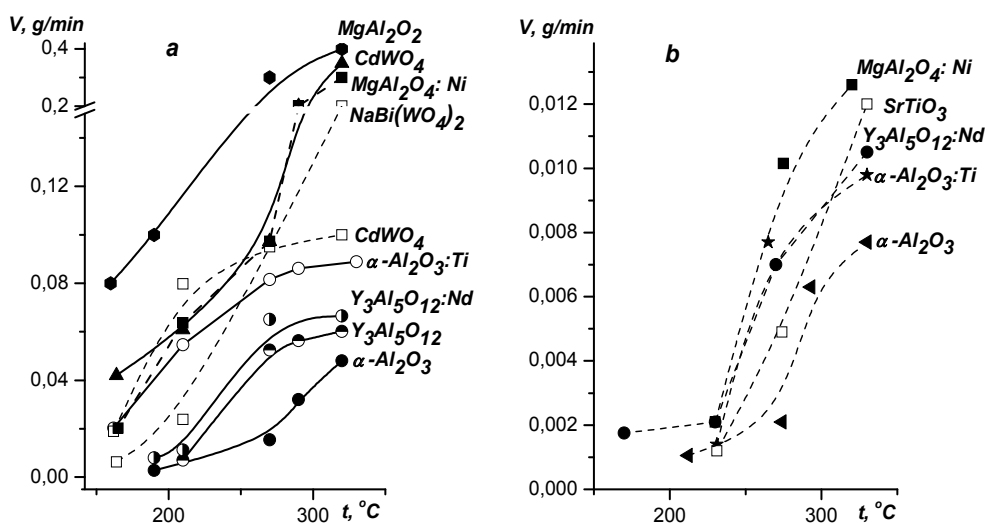 V, g/min
a
MgAl2O2
CdWO4
MgAl2O4: Ni
NaBi(WO4)2
CdWO4
α-Al2O3:Ti
Y3Al5O12:Nd
Y3Al5O12
α-Al2O3
0,4
0,2
0,12
0,08
0,04
0,00
200
300
t, °C
V, g/min
b
MgAl2O4: Ni
SrTiO3
Y3Al5O12:Nd
α-Al2O3:Ti
α-Al2O3
0,012
0,010
0,008
0,006
0,004
0,002
0,000
200
300
t, °C